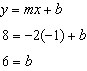 y = mx + b
8 = −2(−1) + b
6 = b